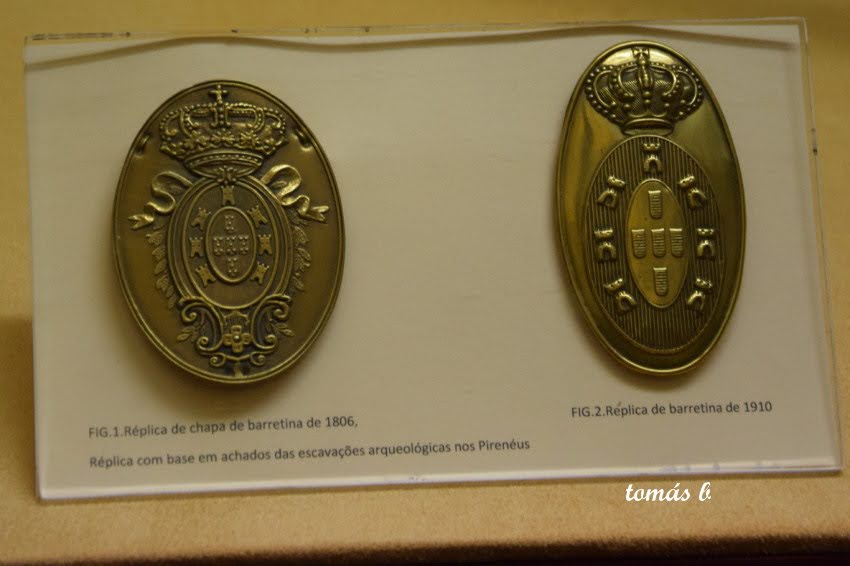 FIG.1.Réplica de chapa de barretina de 1806,
Réplica com base em achados das escavações arqueológicas nos Pirenéus
FIG.2.Réplica de barretina de 1910
tomás b